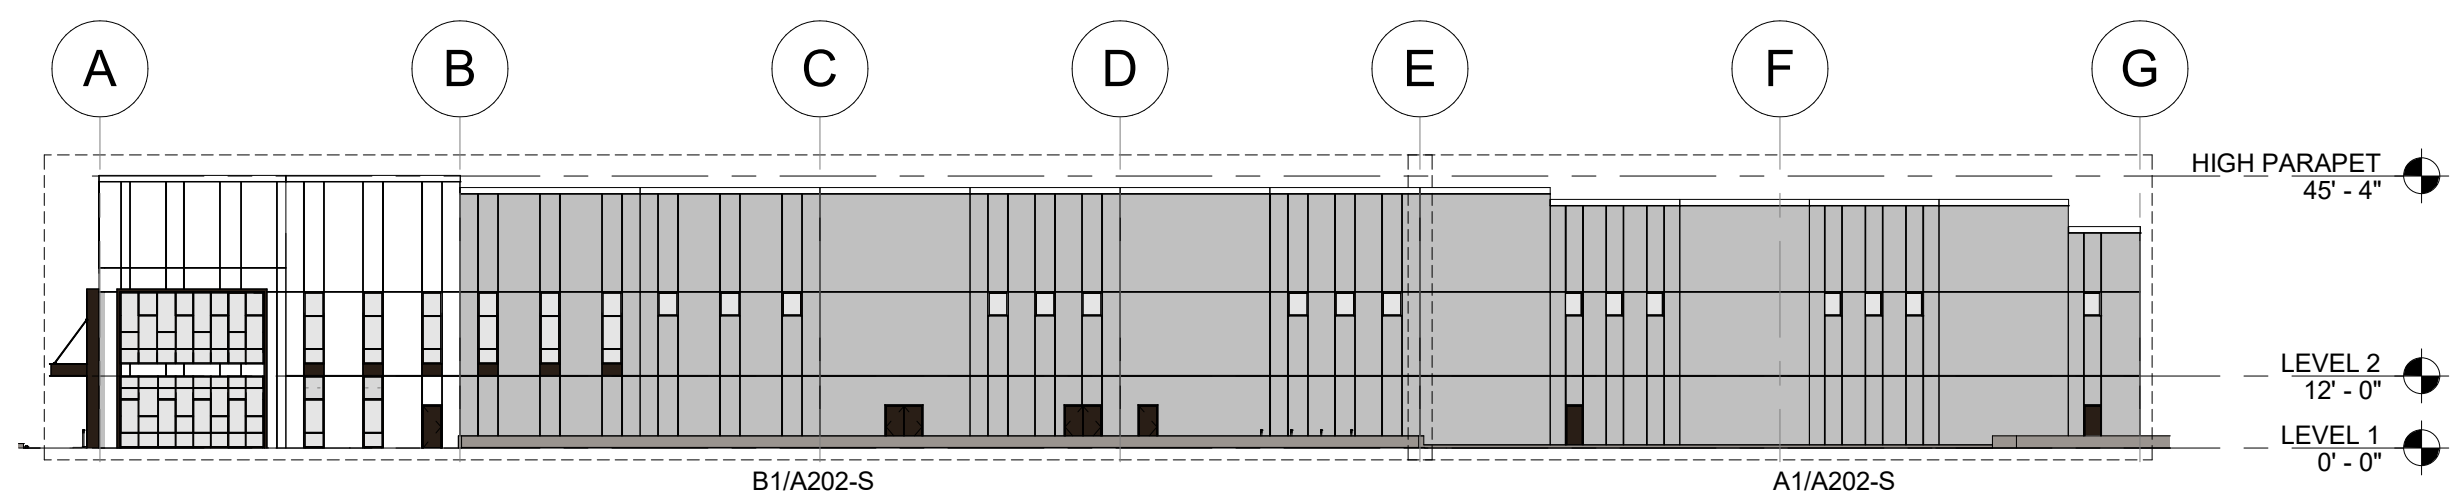 A B C D E F G
HIGH PARAPET
45' - 4"
LEVEL 2
12' - 0"
LEVEL 1
0' - 0"
B1/A202-S A1/A202-S